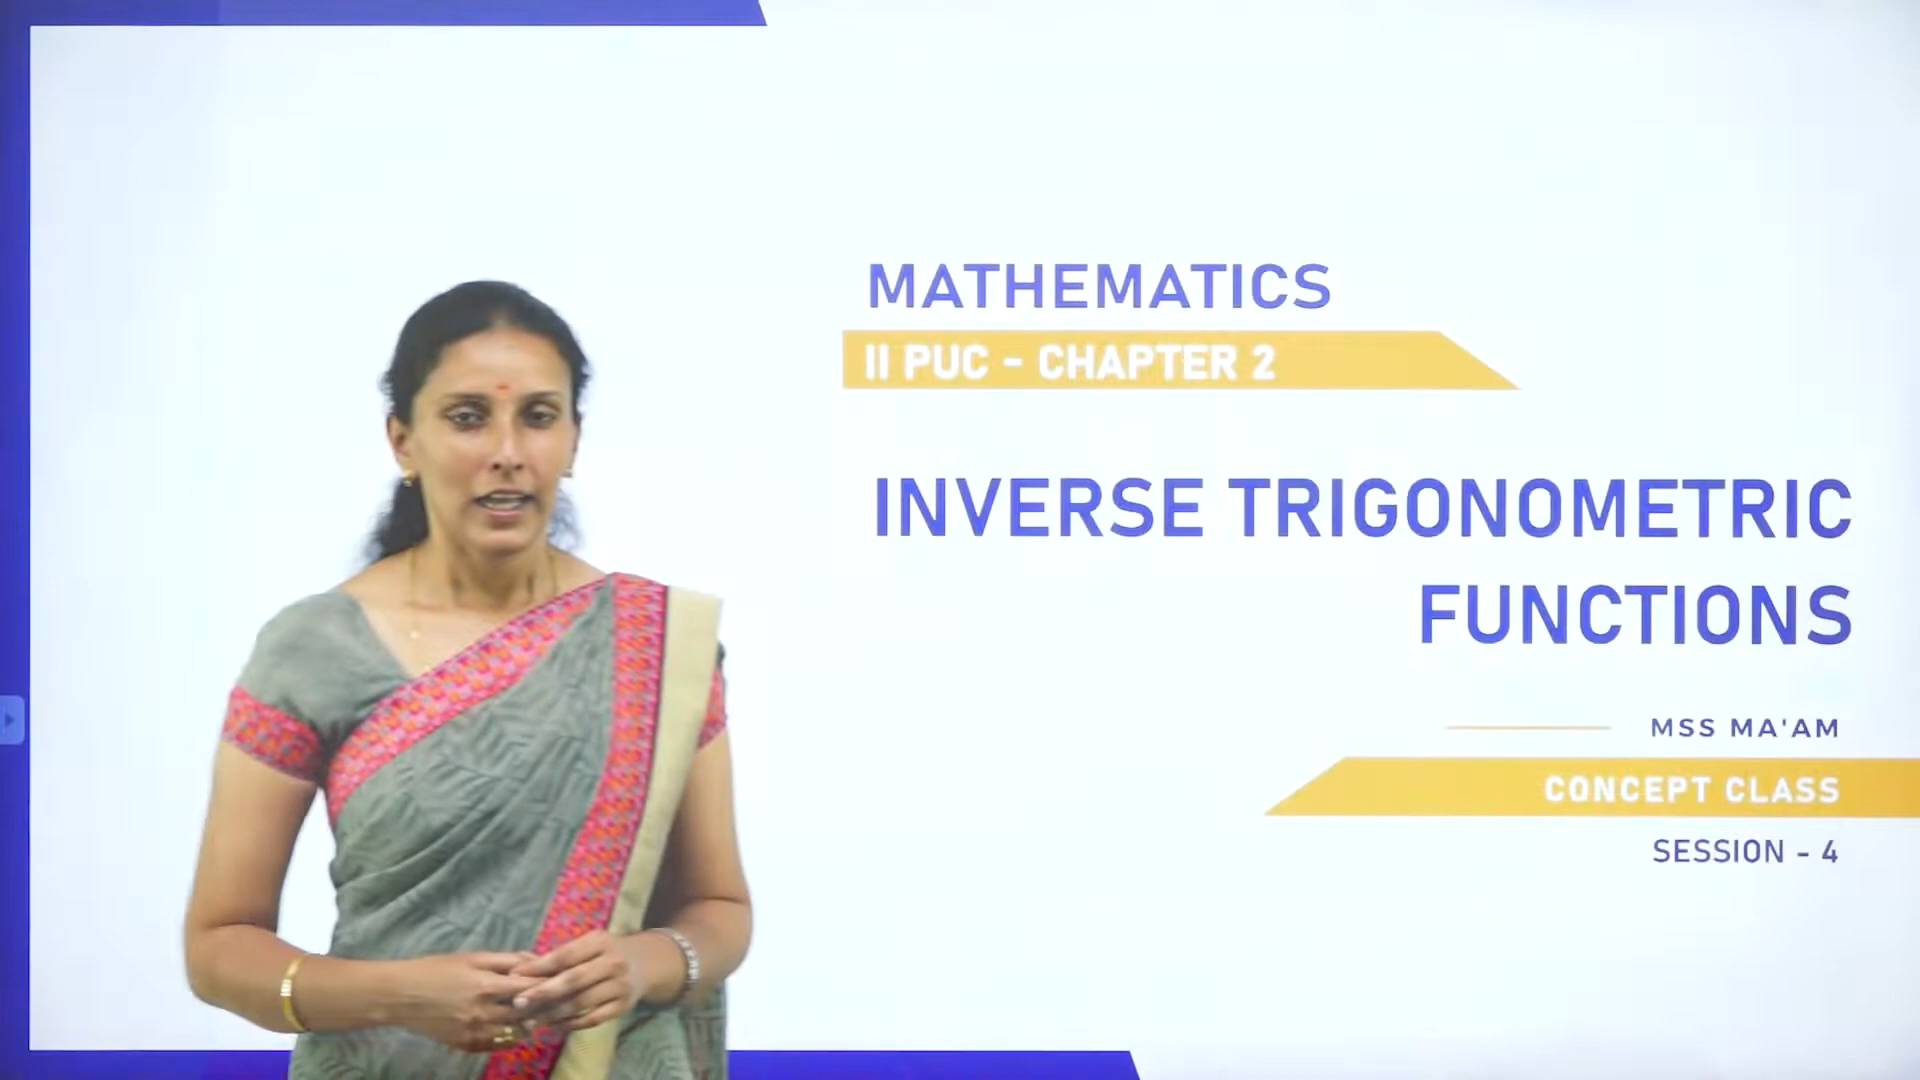 MATHEMATICS
II PUC - CHAPTER 2
INVERSE TRIGONOMETRIC
FUNCTIONS
MSS MA'AM
CONCEPT CLASS
SESSION - 4